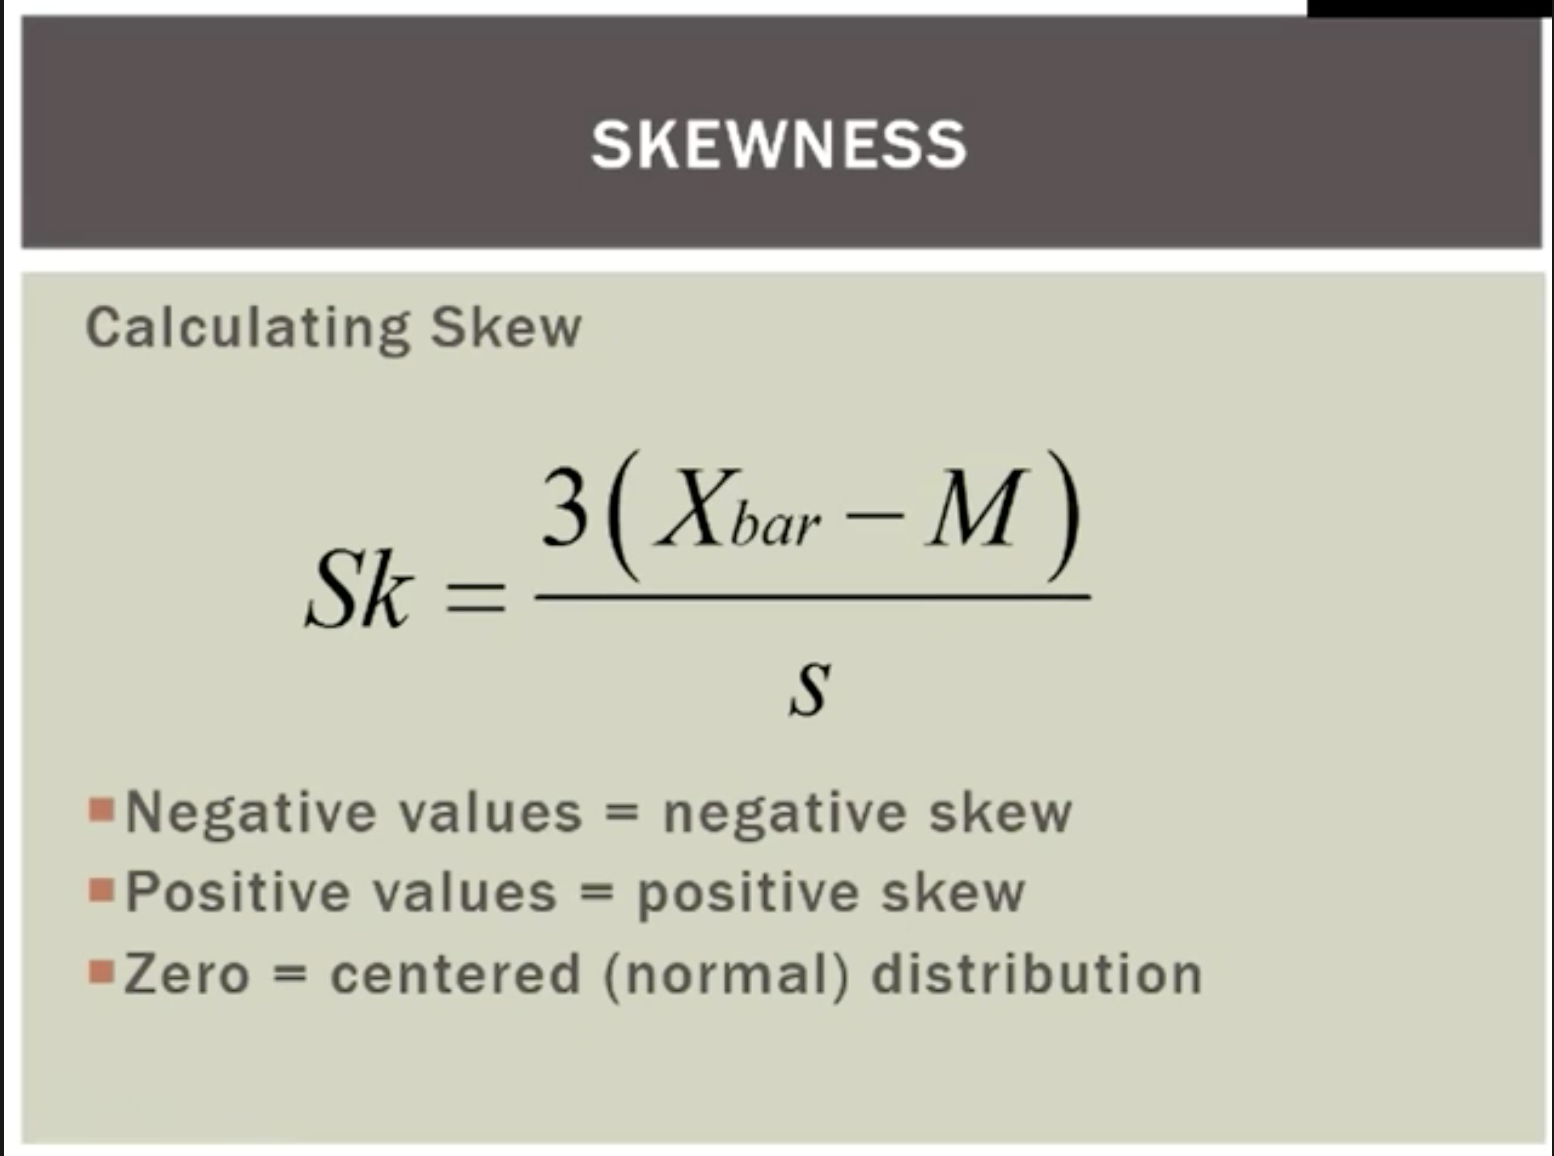 SKEWNESS
Calculating Skew
Sk = 3(Xbar − M) / s
Negative values = negative skew
Positive values = positive skew
Zero = centered (normal) distribution